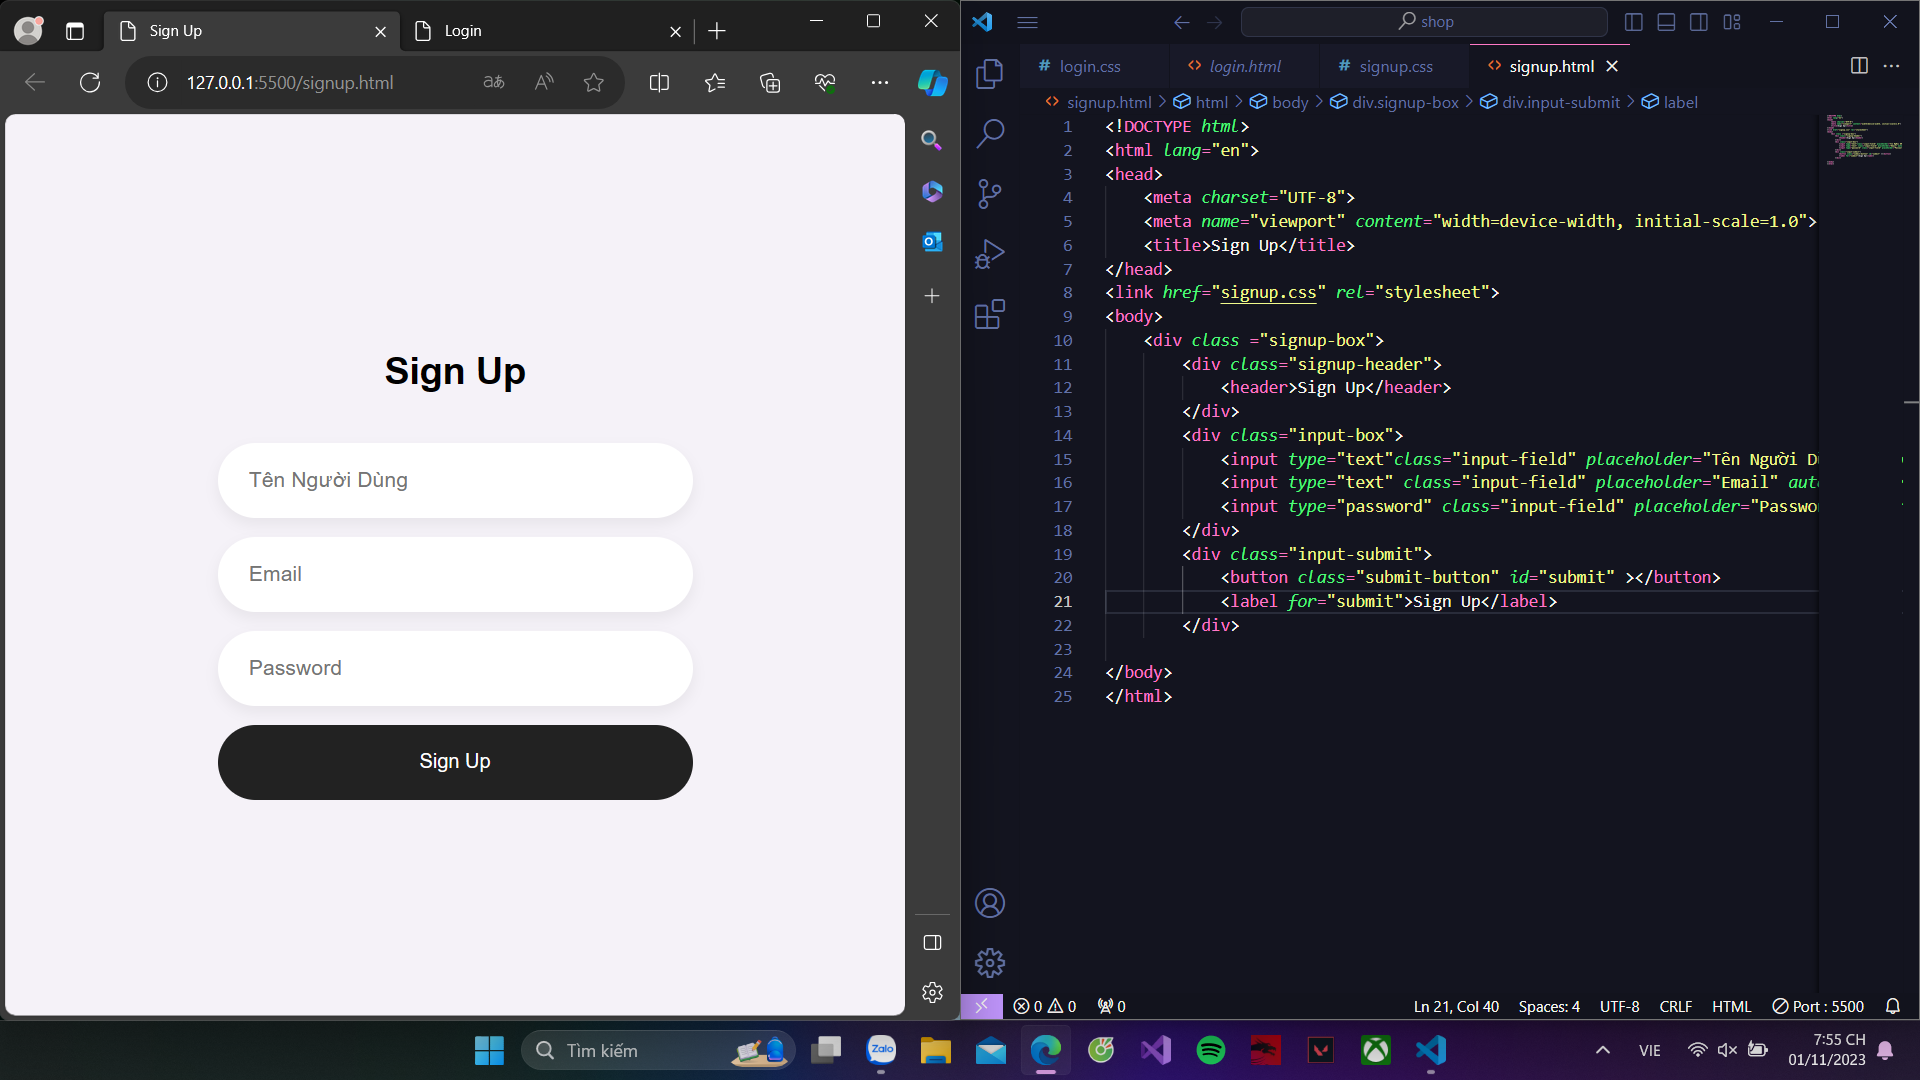 Sign Up
Login
127.0.0.1:5500/signup.html
Sign Up
Tên Người Dùng
Email
Password
Sign Up
shop
# login.css
<> login.html
# signup.css
<> signup.html
signup.html > html > body > div.signup-box > div.input-submit > label
1 <!DOCTYPE html>
2 <html lang="en">
3 <head>
4 <meta charset="UTF-8">
5 <meta name="viewport" content="width=device-width, initial-scale=1.0">
6 <title>Sign Up</title>
7 </head>
8 <link href="signup.css" rel="stylesheet">
9 <body>
10 <div class ="signup-box">
11 <div class="signup-header">
12 <header>Sign Up</header>
13 </div>
14 <div class="input-box">
15 <input type="text"class="input-field" placeholder="Tên Người D
16 <input type="text" class="input-field" placeholder="Email" aut
17 <input type="password" class="input-field" placeholder="Passwo
18 </div>
19 <div class="input-submit">
20 <button class="submit-button" id="submit" ></button>
21 <label for="submit">Sign Up</label>
22 </div>
23
24 </body>
25 </html>
0 0 0
Ln 21, Col 40
Spaces: 4
UTF-8
CRLF
HTML
Port : 5500
Tìm kiếm
Zalo
VIE
7:55 CH
01/11/2023